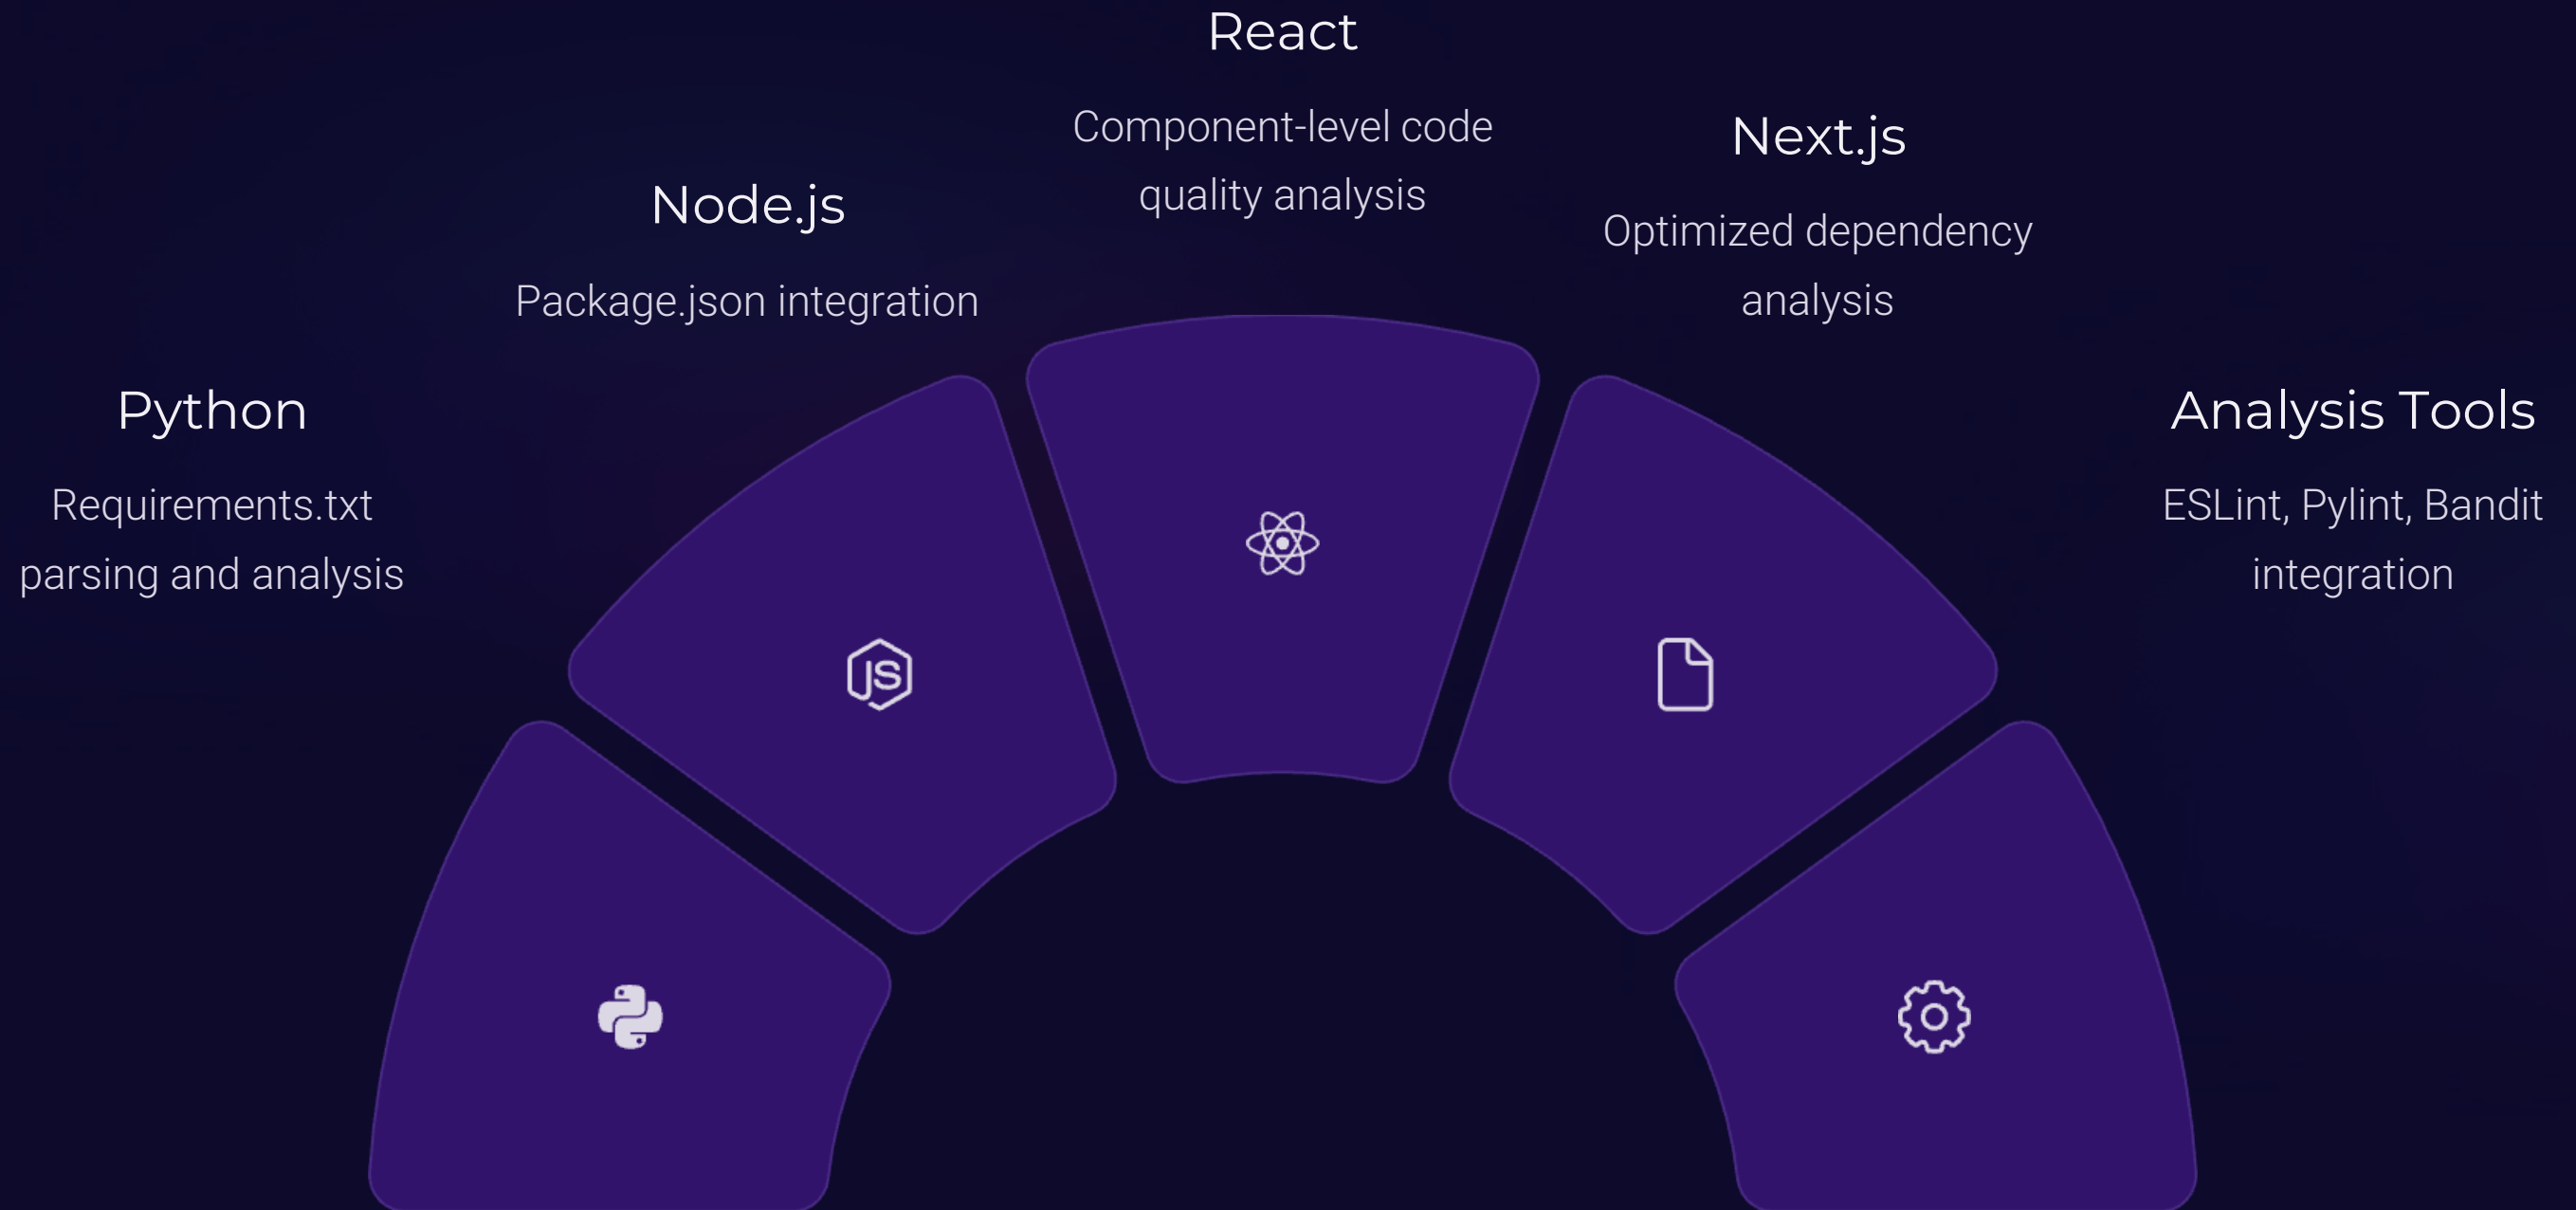 Python
Requirements.txt
parsing and analysis
Node.js
Package.json integration
React
Component-level code
quality analysis
Next.js
Optimized dependency
analysis
Analysis Tools
ESLint, Pylint, Bandit
integration
JS